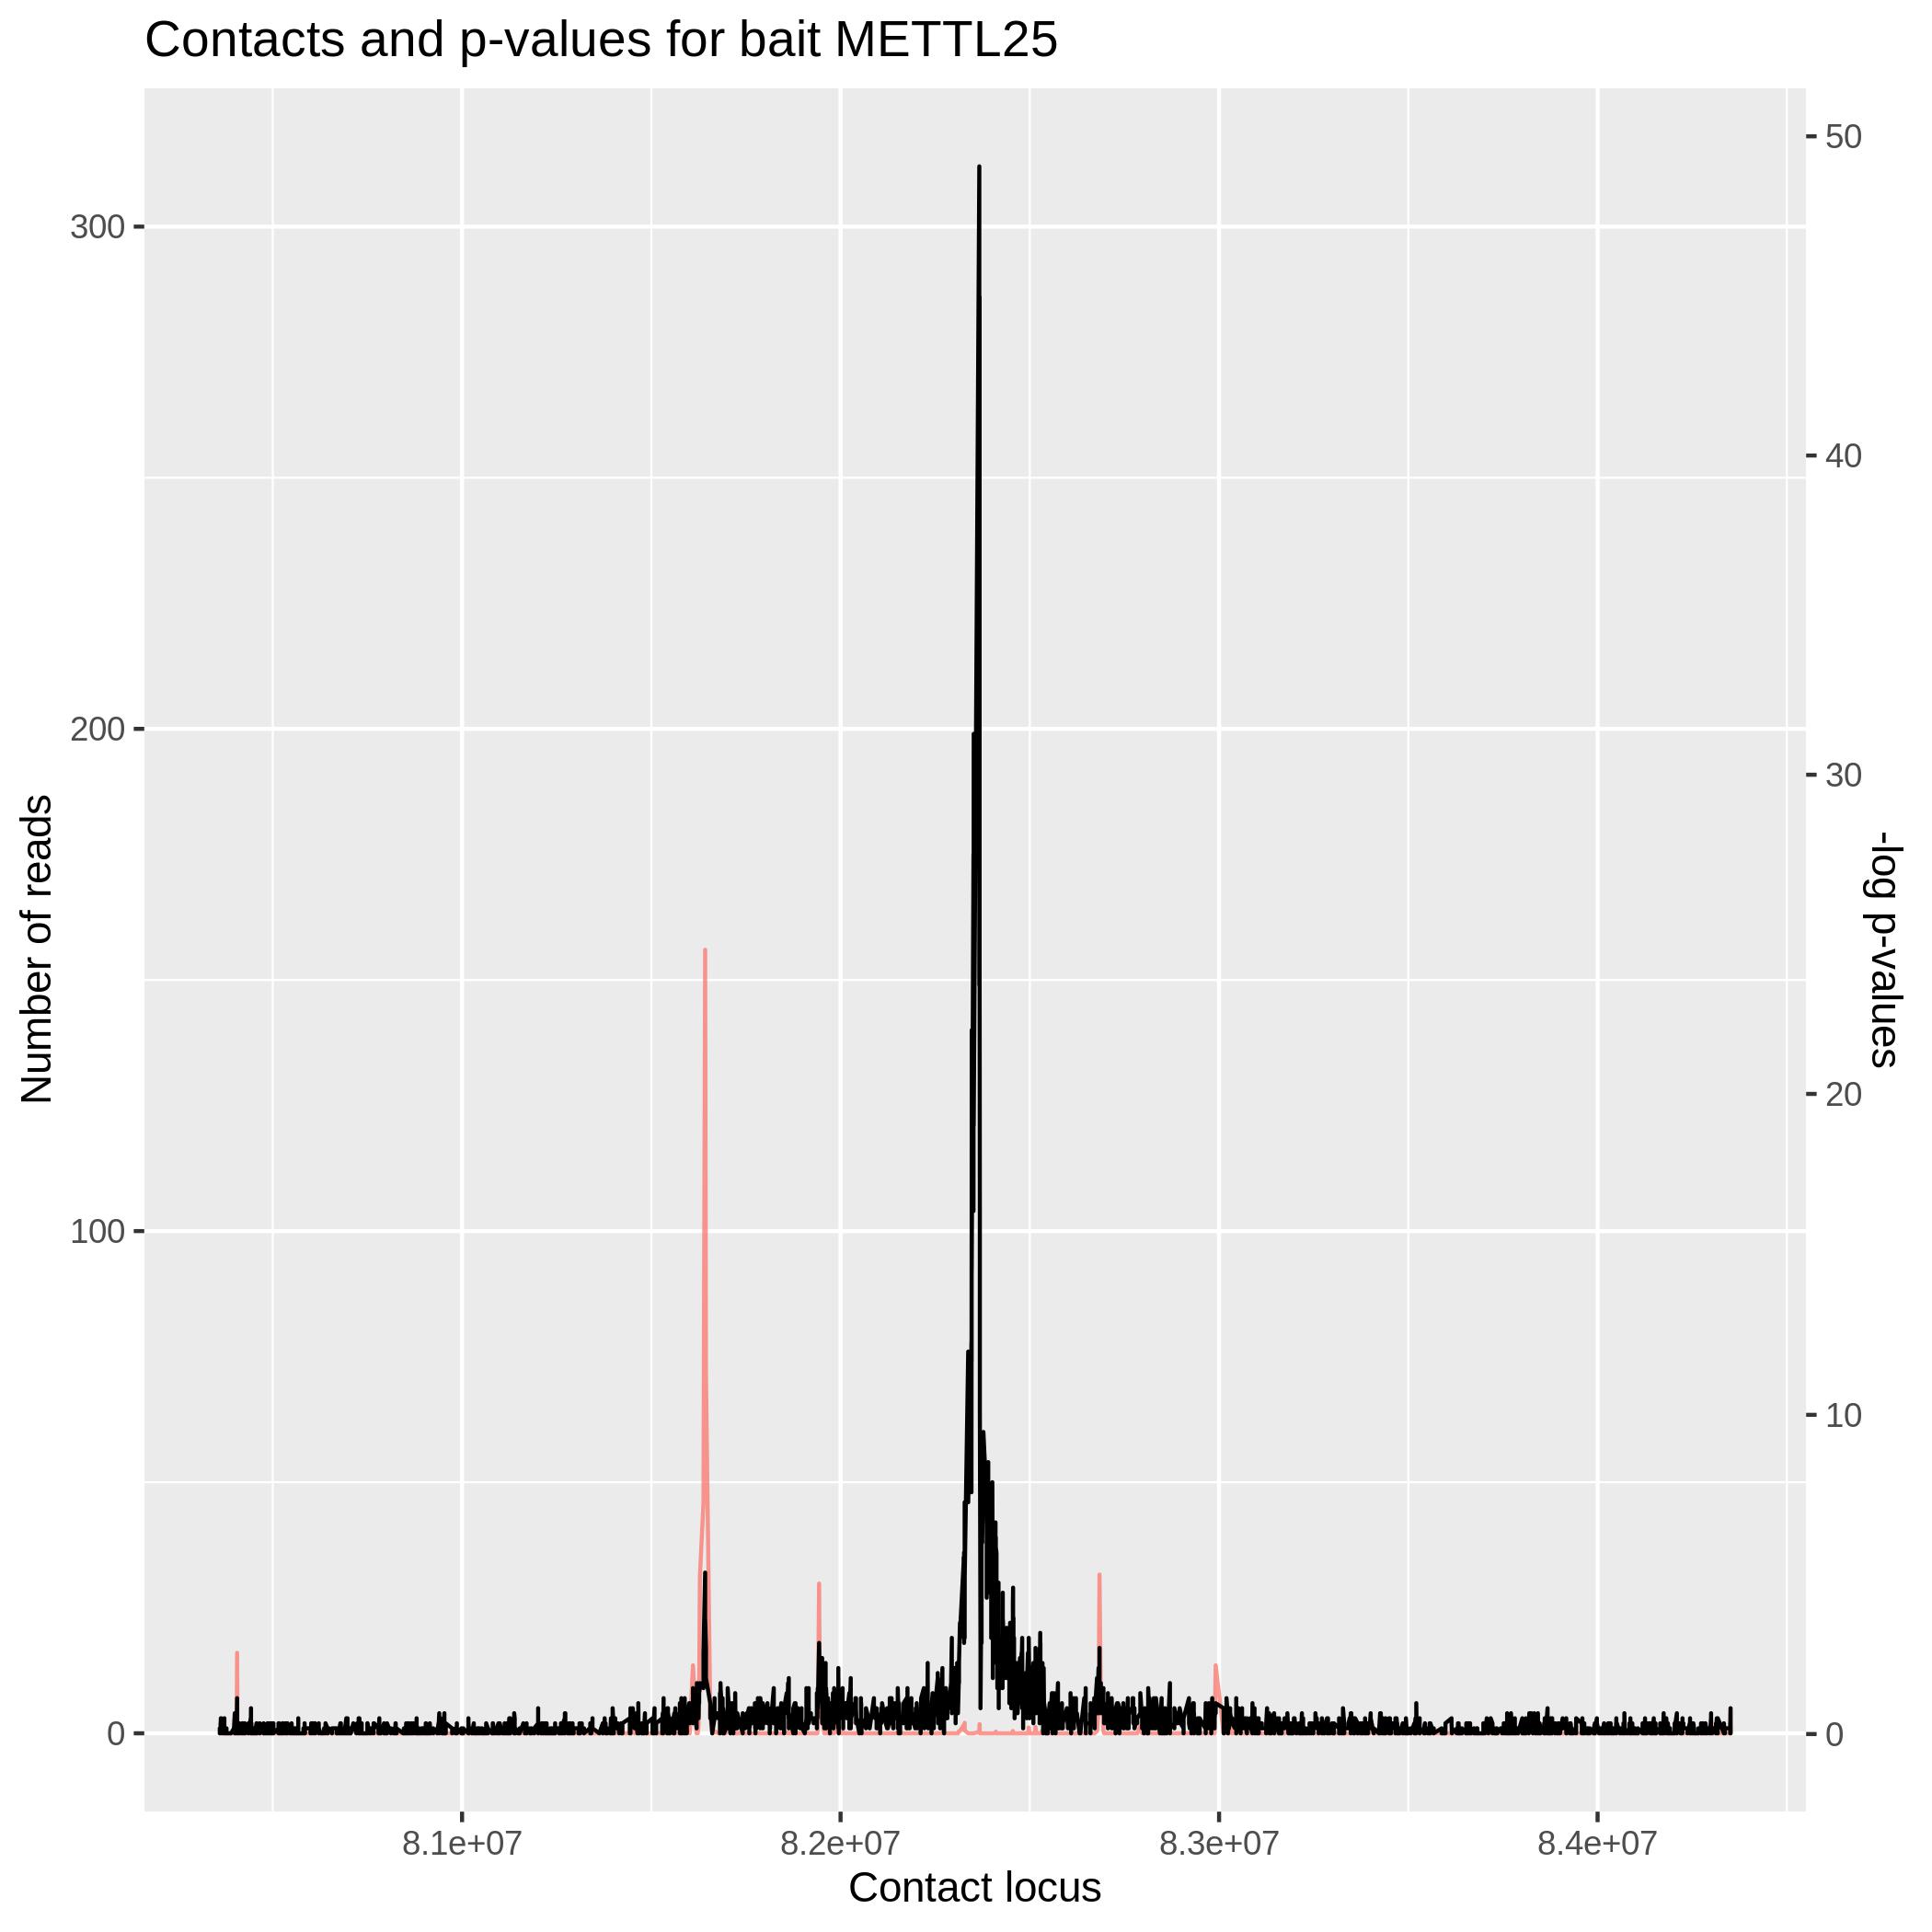 Contacts and p-values for bait METTL25
300
200
100
0
50
40
30
20
10
0
Number of reads
-log p-values
8.1e+07 8.2e+07 8.3e+07 8.4e+07
Contact locus